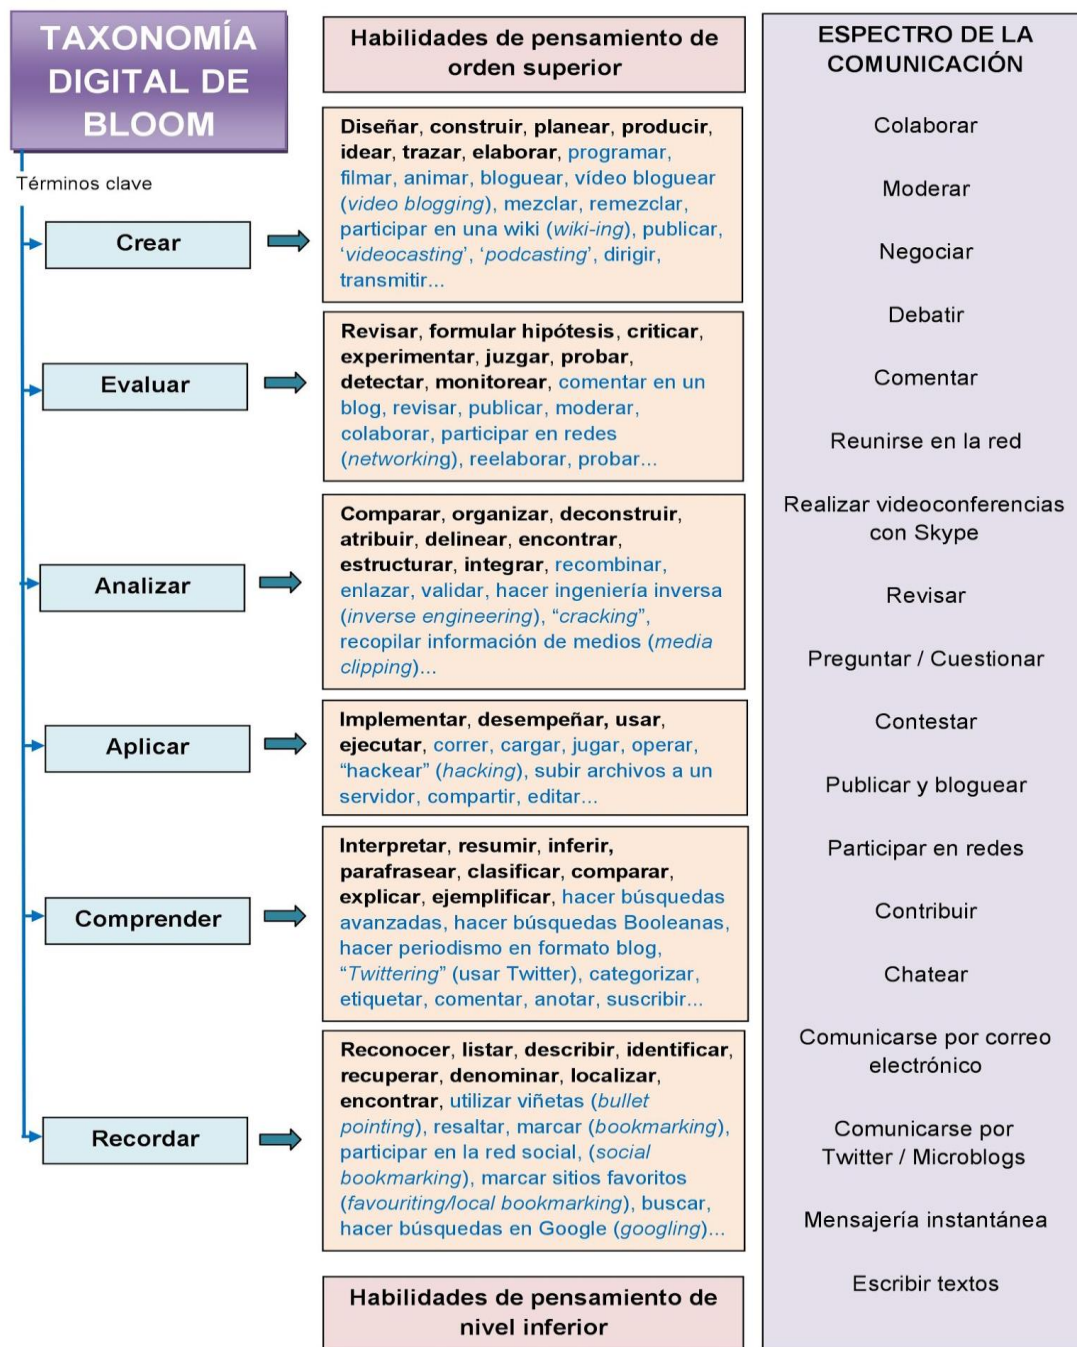 TAXONOMÍA
DIGITAL DE
BLOOM
Términos clave
Habilidades de pensamiento de
orden superior
Crear
Diseñar, construir, planear, producir,
idear, trazar, elaborar, programar,
filmar, animar, bloguear, vídeo bloguear
(video blogging), mezclar, remezclar,
participar en una wiki (wiki-ing), publicar,
‘videocasting’, ‘podcasting’, dirigir,
transmitir...
Evaluar
Revisar, formular hipótesis, criticar,
experimentar, juzgar, probar,
detectar, monitorear, comentar en un
blog, revisar, publicar, moderar,
colaborar, participar en redes
(networking), reelaborar, probar...
Analizar
Comparar, organizar, deconstruir,
atribuir, delinear, encontrar,
estructurar, integrar, recombinar,
enlazar, validar, hacer ingeniería inversa
(inverse engineering), “cracking”,
recopilar información de medios (media
clipping)...
Aplicar
Implementar, desempeñar, usar,
ejecutar, correr, cargar, jugar, operar,
“hackear” (hacking), subir archivos a un
servidor, compartir, editar...
Comprender
Interpretar, resumir, inferir,
parafrasear, clasificar, comparar,
explicar, ejemplificar, hacer búsquedas
avanzadas, hacer búsquedas Booleanas,
hacer periodismo en formato blog,
“Twittering” (usar Twitter), categorizar,
etiquetar, comentar, anotar, suscribir...
Recordar
Reconocer, listar, describir, identificar,
recuperar, denominar, localizar,
encontrar, utilizar viñetas (bullet
pointing), resaltar, marcar (bookmarking),
participar en la red social, (social
bookmarking), marcar sitios favoritos
(favouriting/local bookmarking), buscar,
hacer búsquedas en Google (googling)...
Habilidades de pensamiento de
nivel inferior
ESPECTRO DE LA
COMUNICACIÓN
Colaborar
Moderar
Negociar
Debatir
Comentar
Reunirse en la red
Realizar videoconferencias
con Skype
Revisar
Preguntar / Cuestionar
Contestar
Publicar y bloguear
Participar en redes
Contribuir
Chatear
Comunicarse por correo
electrónico
Comunicarse por
Twitter / Microblogs
Mensajería instantánea
Escribir textos